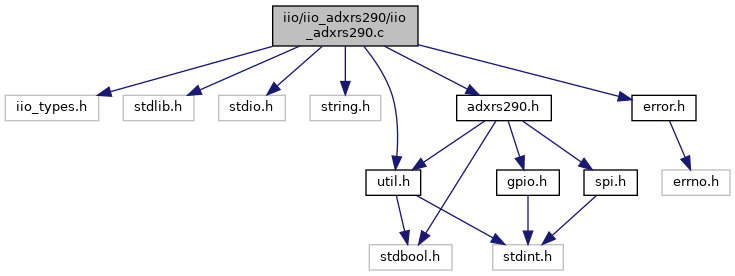 iio/iio_adxrs290/iio
_adxrs290.c
iio_types.h
stdlib.h
stdio.h
string.h
adxrs290.h
error.h
util.h
gpio.h
spi.h
errno.h
stdbool.h
stdint.h